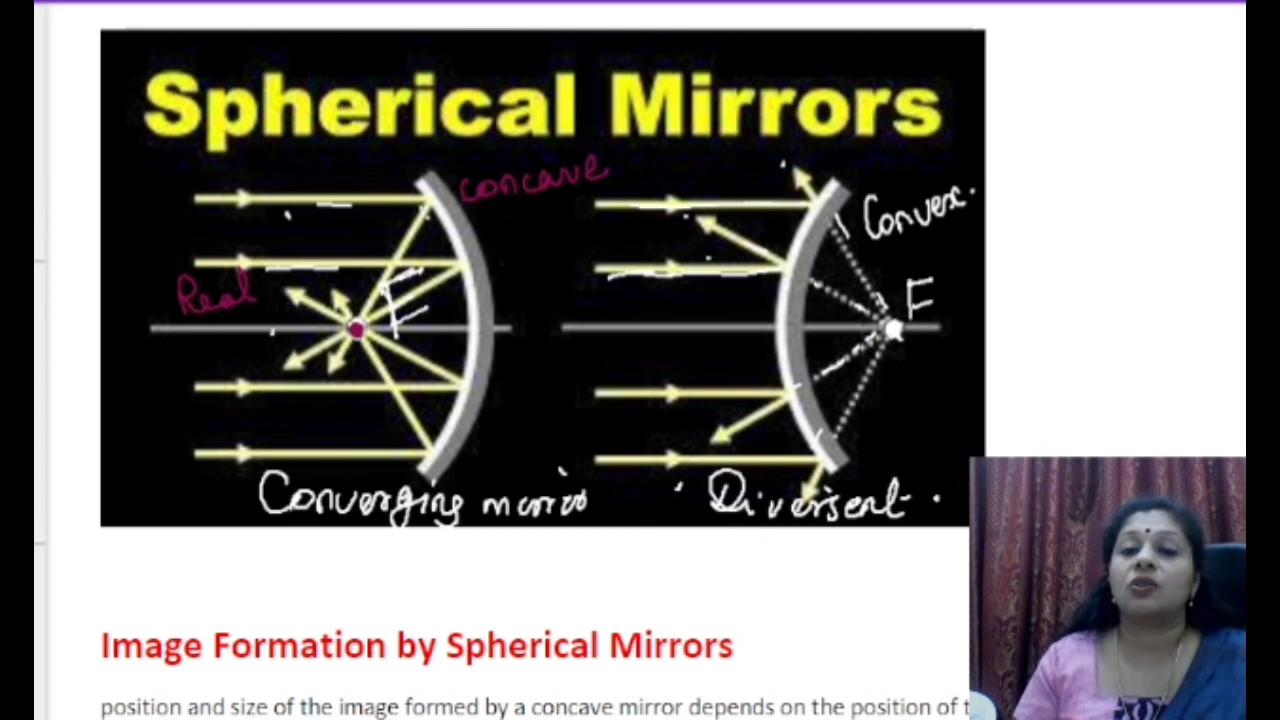 Spherical Mirrors
concave
Convex.
Real
F
F
Converging mirror
Divergent.
Image Formation by Spherical Mirrors
position and size of the image formed by a concave mirror depends on the position of t